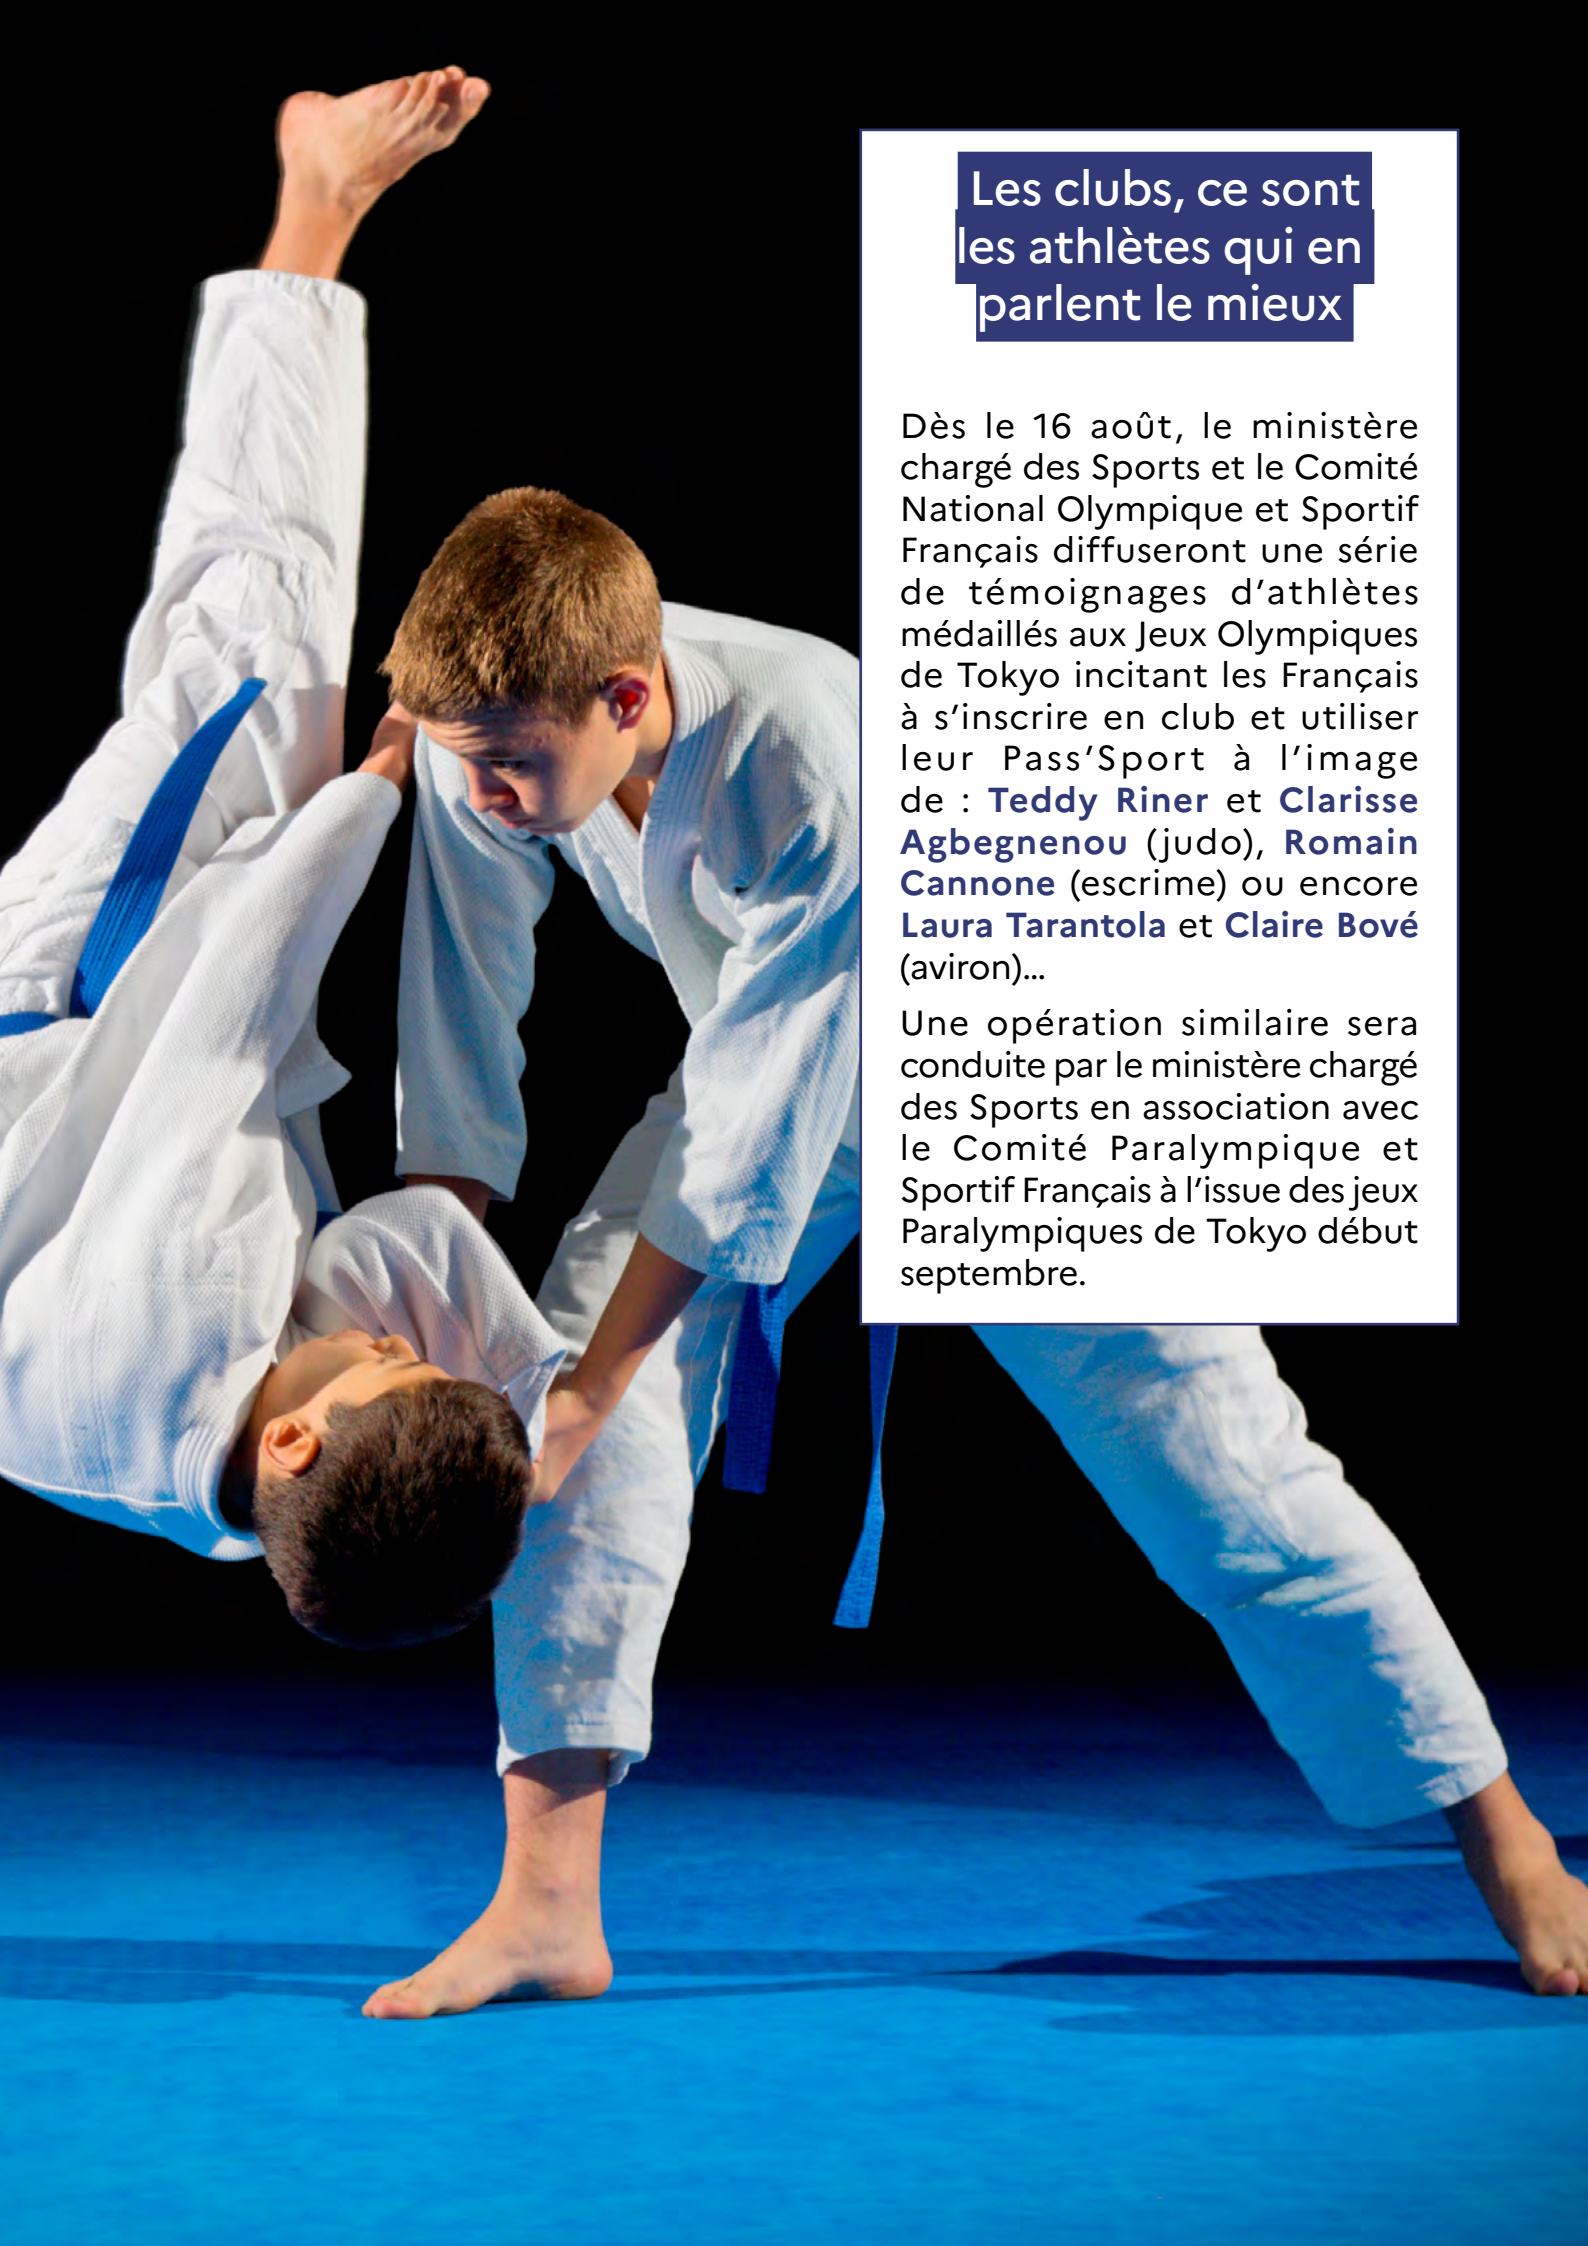 Les clubs, ce sont
les athlètes qui en
parlent le mieux
Dès le 16 août, le ministère
chargé des Sports et le Comité
National Olympique et Sportif
Français diffuseront une série
de témoignages d’athlètes
médaillés aux Jeux Olympiques
de Tokyo incitant les Français
à s’inscrire en club et utiliser
leur Pass’Sport à l’image
de : Teddy Riner et Clarisse
Agbegnenou (judo), Romain
Cannone (escrime) ou encore
Laura Tarantola et Claire Bové
(aviron)…
Une opération similaire sera
conduite par le ministère chargé
des Sports en association avec
le Comité Paralympique et
Sportif Français à l’issue des jeux
Paralympiques de Tokyo début
septembre.